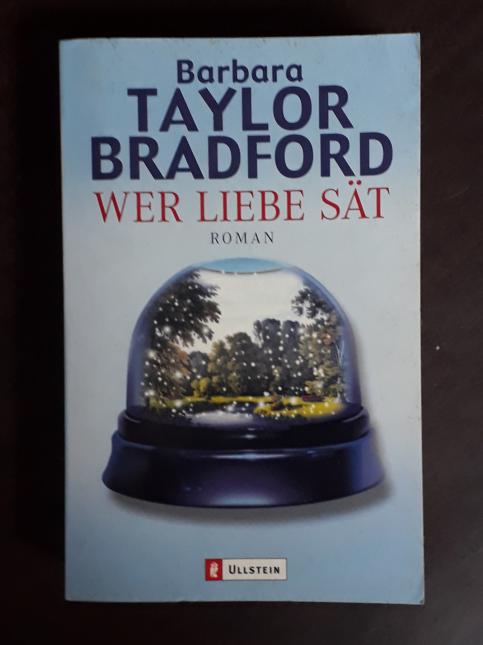 Barbara
TAYLOR
BRADFORD
WER LIEBE SÄT
ROMAN
ULLSTEIN